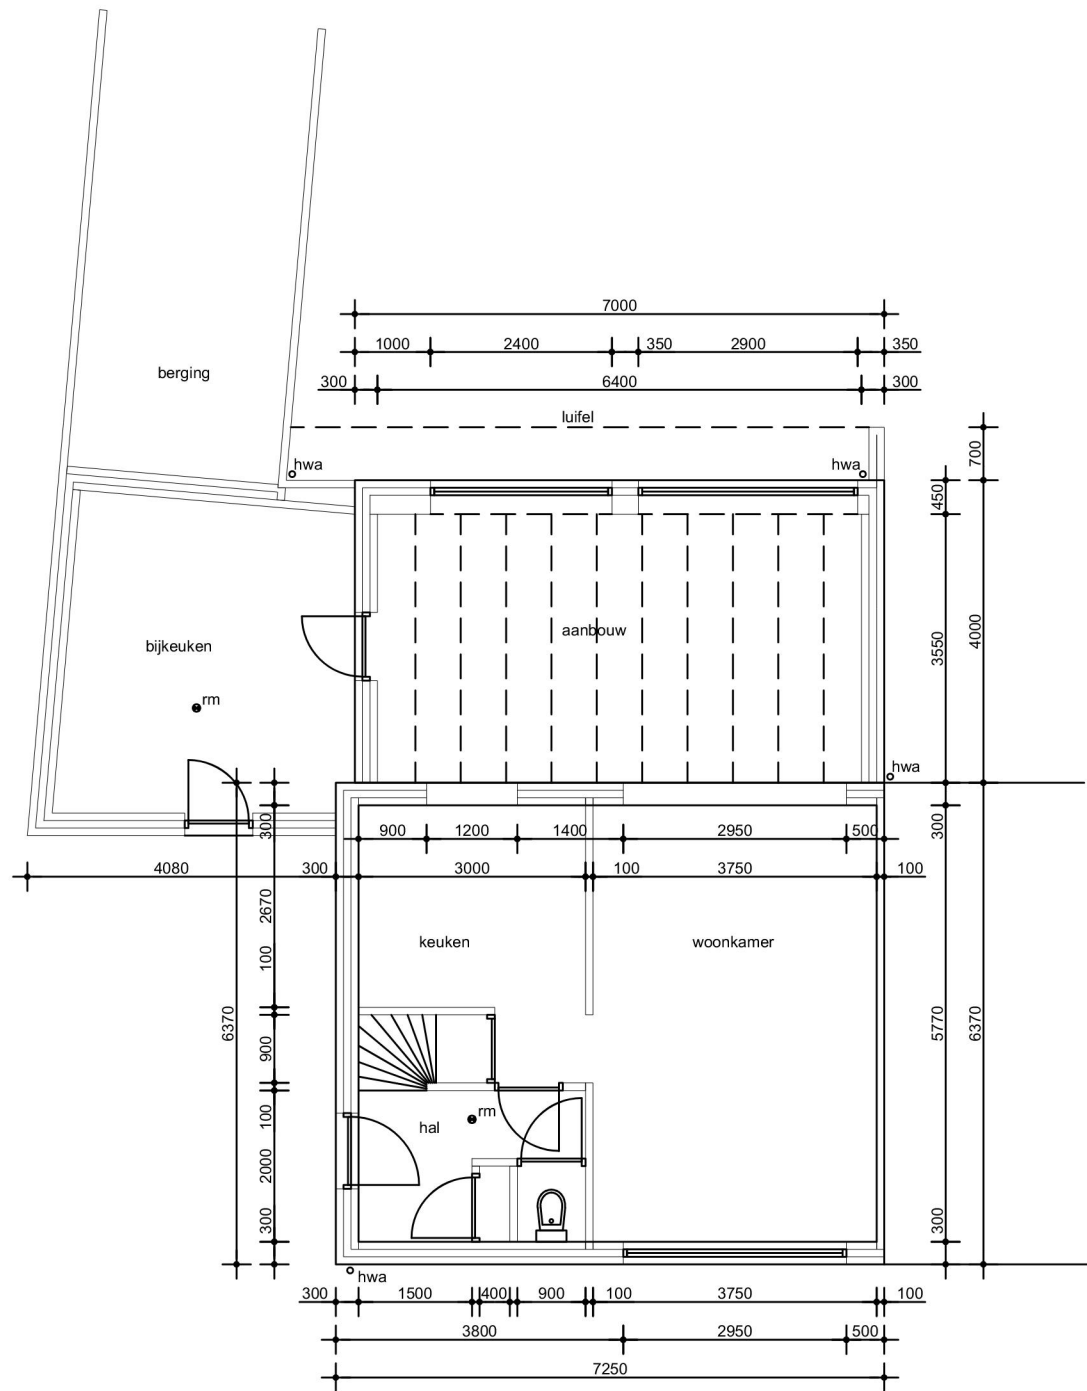 7000
1000 2400 350 2900 350
300 6400 300
berging
luifel
hwa hwa
700
450
aanbouw
bijkeuken
3550
4000
rm
hwa
300
300
900 1200 1400 2950 500
4080 300 3000 100 3750 100
2670
keuken woonkamer
100
6370
5770
6370
900
rm
hal
100
2000
300
300
hwa
300 1500 400 900 100 3750 100
3800 2950 500
7250